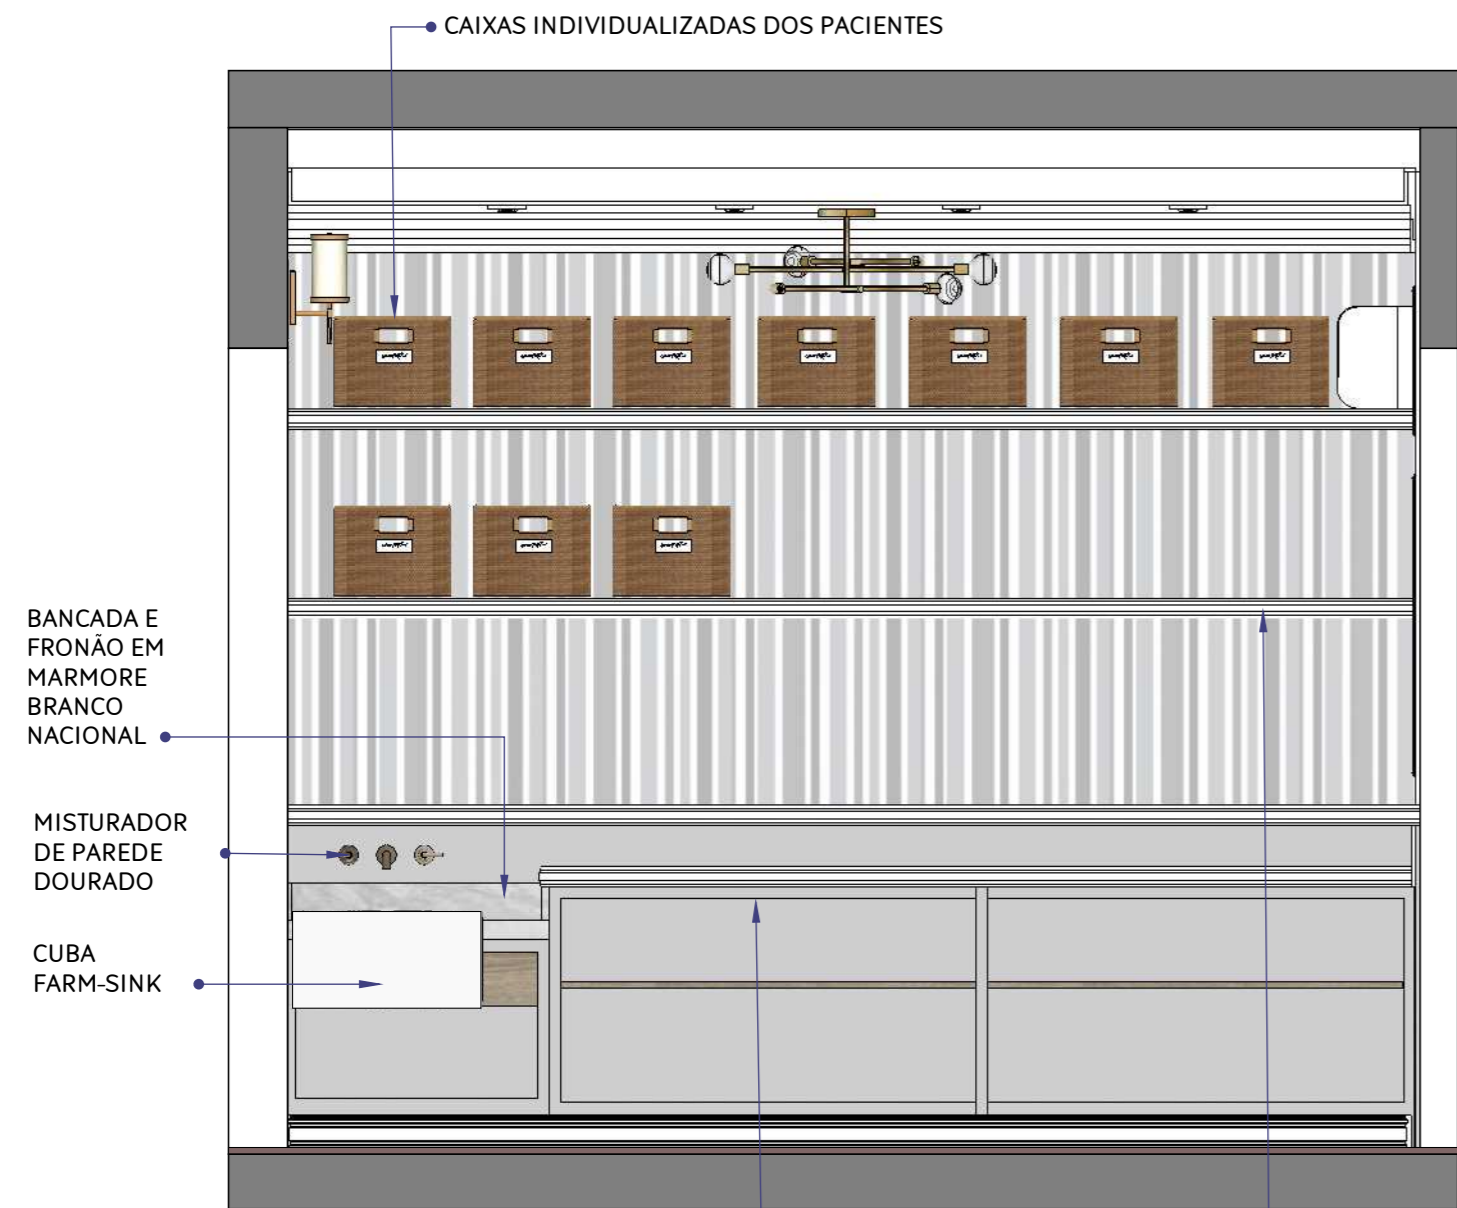 CAIXAS INDIVIDUALIZADAS DOS PACIENTES
BANCADA E
FRONÃO EM
MARMORE
BRANCO
NACIONAL
MISTURADOR
DE PAREDE
DOURADO
CUBA
FARM-SINK